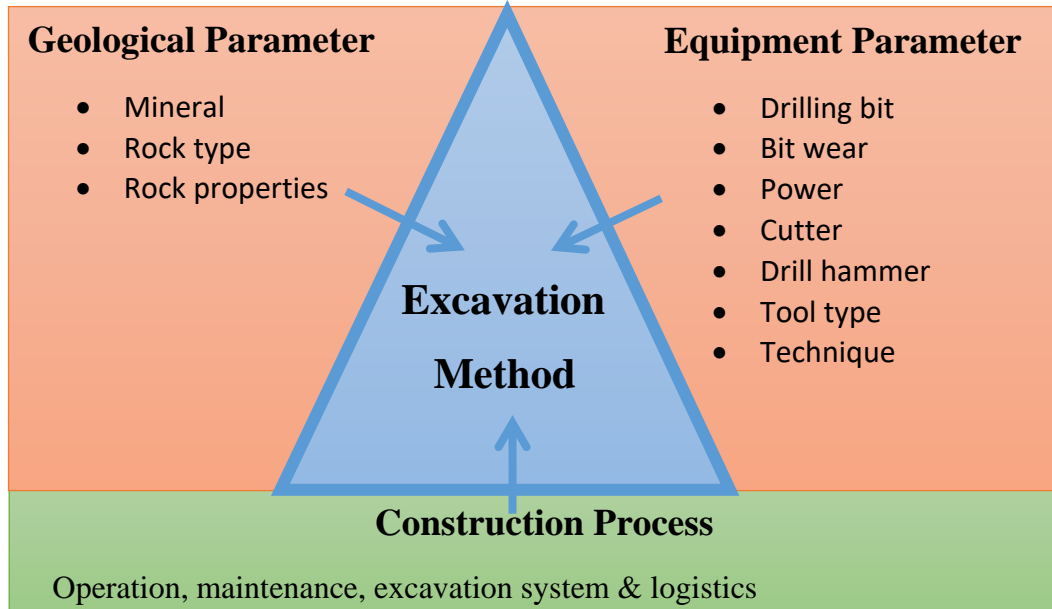 Geological Parameter
• Mineral
• Rock type
• Rock properties
Equipment Parameter
• Drilling bit
• Bit wear
• Power
• Cutter
• Drill hammer
• Tool type
• Technique
Excavation
Method
Construction Process
Operation, maintenance, excavation system & logistics